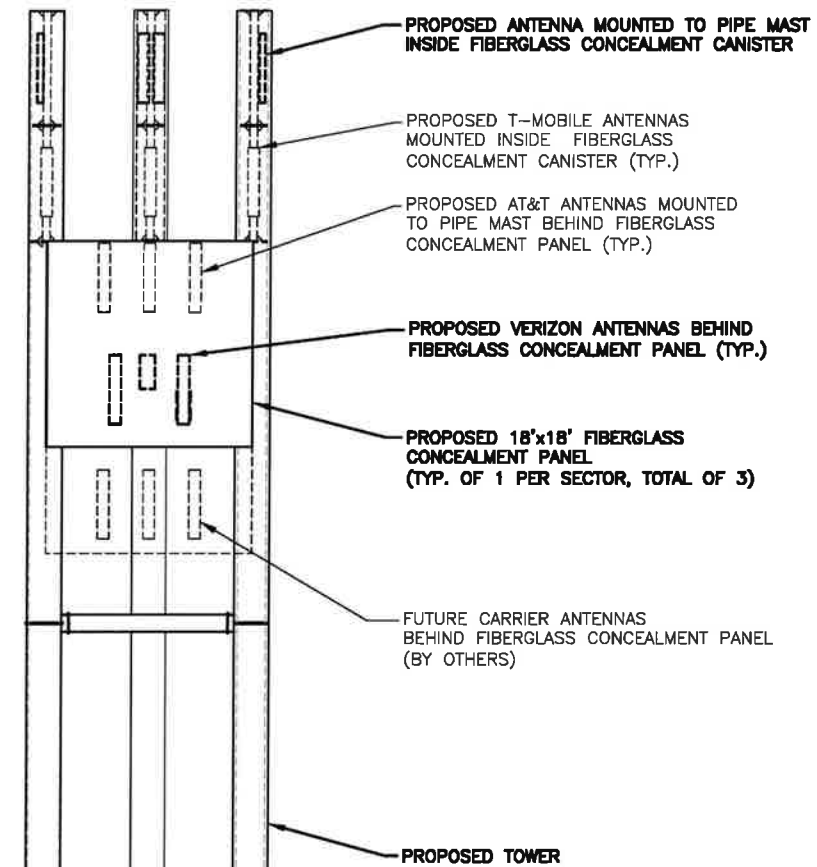 PROPOSED ANTENNA MOUNTED TO PIPE MAST
INSIDE FIBERGLASS CONCEALMENT CANISTER
PROPOSED T-MOBILE ANTENNAS
MOUNTED INSIDE FIBERGLASS
CONCEALMENT CANISTER (TYP.)
PROPOSED AT&T ANTENNAS MOUNTED
TO PIPE MAST BEHIND FIBERGLASS
CONCEALMENT PANEL (TYP.)
PROPOSED VERIZON ANTENNAS BEHIND
FIBERGLASS CONCEALMENT PANEL (TYP.)
PROPOSED 18'x18' FIBERGLASS
CONCEALMENT PANEL
(TYP. OF 1 PER SECTOR, TOTAL OF 3)
FUTURE CARRIER ANTENNAS
BEHIND FIBERGLASS CONCEALMENT PANEL
(BY OTHERS)
PROPOSED TOWER